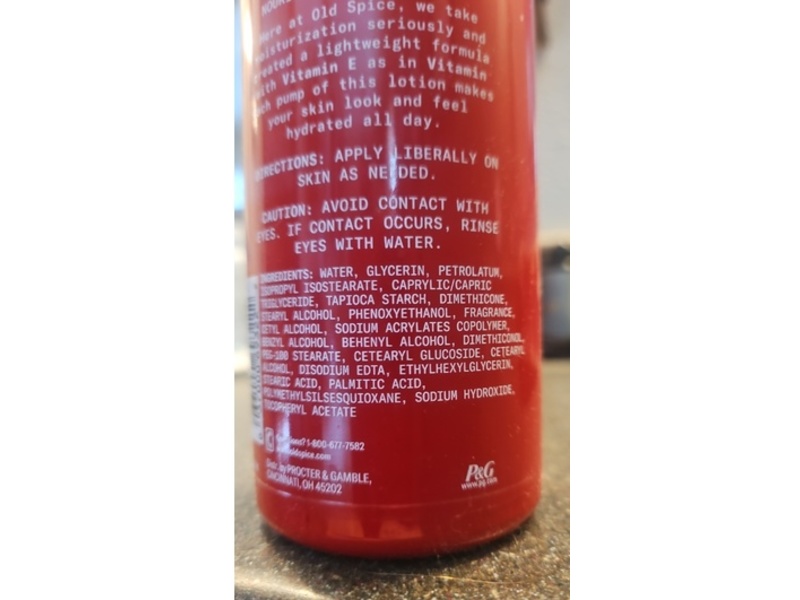 Here at Old Spice, we take
moisturization seriously and
created a lightweight formula
with Vitamin E as in Vitamin
each pump of this lotion makes
your skin look and feel
hydrated all day.
DIRECTIONS: APPLY LIBERALLY ON
SKIN AS NEEDED.
CAUTION: AVOID CONTACT WITH
EYES. IF CONTACT OCCURS, RINSE
EYES WITH WATER.
INGREDIENTS: WATER, GLYCERIN, PETROLATUM,
ISOPROPYL ISOSTEARATE, CAPRYLIC/CAPRIC
TRIGLYCERIDE, TAPIOCA STARCH, DIMETHICONE,
STEARYL ALCOHOL, PHENOXYETHANOL, FRAGRANCE,
CETYL ALCOHOL, SODIUM ACRYLATES COPOLYMER,
BENZYL ALCOHOL, BEHENYL ALCOHOL, DIMETHICONOL,
PEG-100 STEARATE, CETEARYL GLUCOSIDE, CETEARYL
ALCOHOL, DISODIUM EDTA, ETHYLHEXYLGLYCERIN,
STEARIC ACID, PALMITIC ACID,
POLYMETHYLSILSESQUIOXANE, SODIUM HYDROXIDE,
TOCOPHERYL ACETATE
Questions? 1-800-677-7582
oldspice.com
Distr. by PROCTER & GAMBLE,
CINCINNATI, OH 45202
P&G
www.pg.com